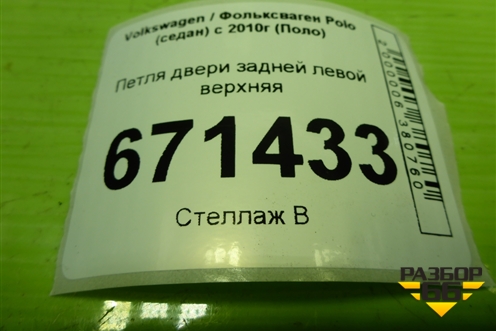 Volkswagen / Фольксваген Polo
(седан) с 2010г (Поло)
Петля двери задней левой
верхняя
671433
Стеллаж В
2000006380760
РАЗБОР
66